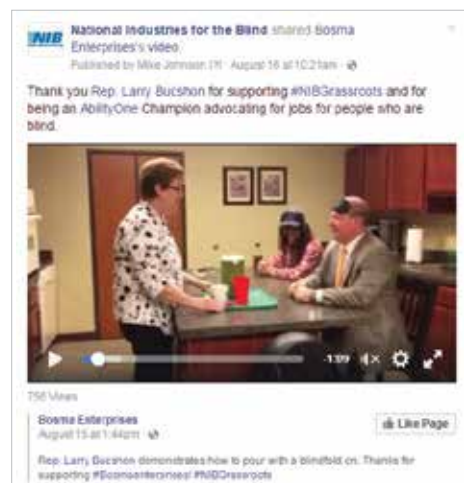 NIB
National Industries for the Blind shared Bosma
Enterprises's video.
Published by Mike Johnson [?] · August 16 at 10:21am ·
Thank you Rep. Larry Bucshon for supporting #NIBGrassroots and for
being an AbilityOne Champion advocating for jobs for people who are
blind.
-1:09
Views
Bosma Enterprises
August 15 at 1:44pm ·
Like Page
Rep. Larry Bucshon demonstrates how to pour with a blindfold on. Thanks for
supporting #Bosmaenterprises! #NIBGrassroots